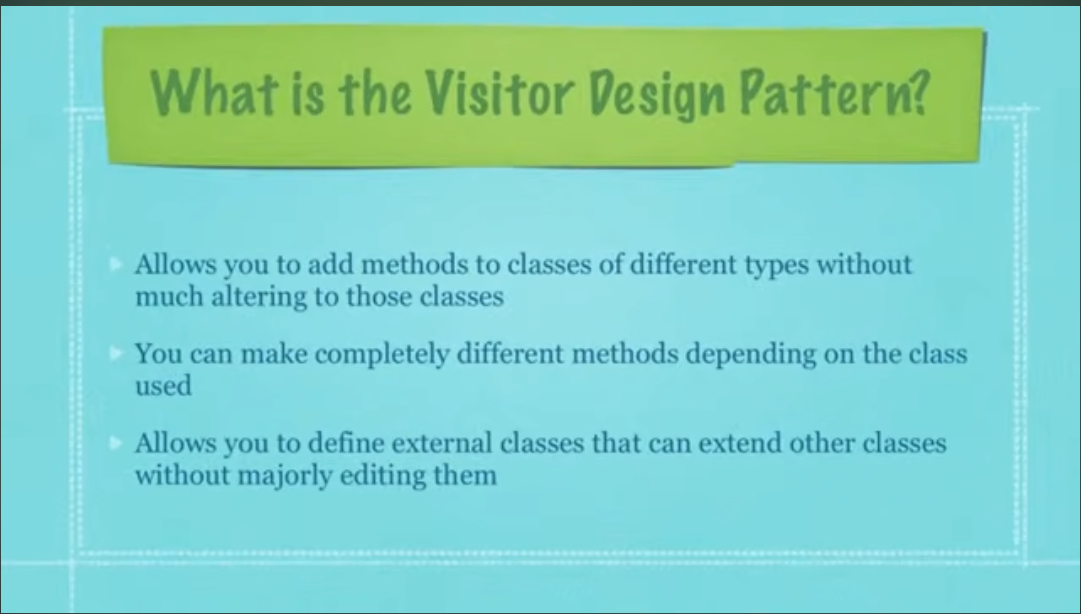 What is the Visitor Design Pattern?
Allows you to add methods to classes of different types without
much altering to those classes
You can make completely different methods depending on the class
used
Allows you to define external classes that can extend other classes
without majorly editing them